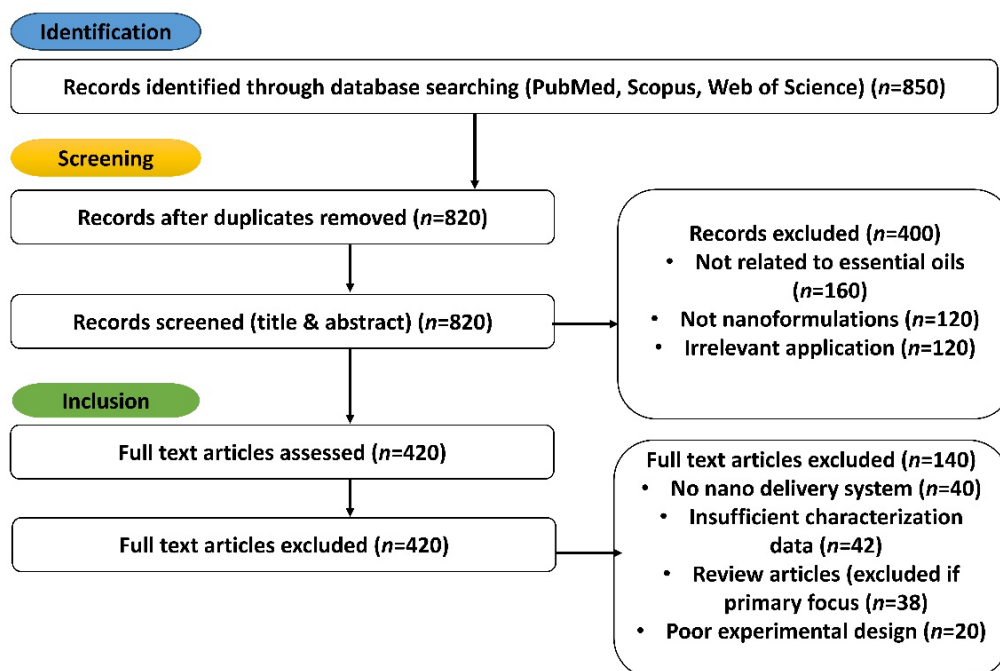 Identification
Records identified through database searching (PubMed, Scopus, Web of Science) (n=850)
Screening
Records after duplicates removed (n=820)
Records screened (title & abstract) (n=820)
Records excluded (n=400)
• Not related to essential oils
(n=160)
• Not nanoformulations (n=120)
• Irrelevant application (n=120)
Inclusion
Full text articles assessed (n=420)
Full text articles excluded (n=420)
Full text articles excluded (n=140)
• No nano delivery system (n=40)
• Insufficient characterization
data (n=42)
• Review articles (excluded if
primary focus (n=38)
• Poor experimental design (n=20)